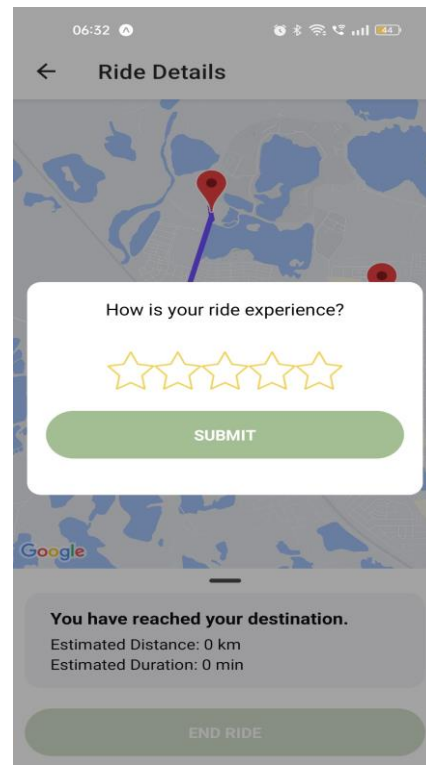 06:32
44
Ride Details
How is your ride experience?
SUBMIT
Google
You have reached your destination.
Estimated Distance: 0 km
Estimated Duration: 0 min
END RIDE